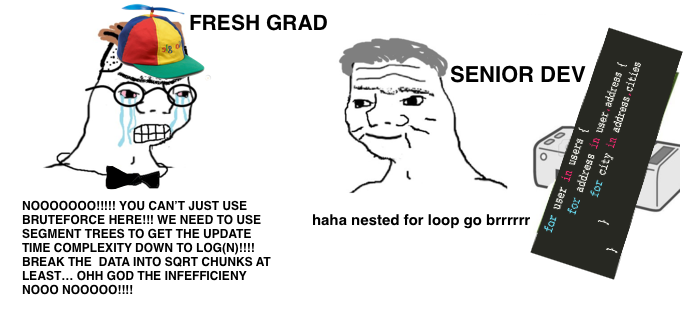 FRESH GRAD
SENIOR DEV
NOOOOOOO!!!!! YOU CAN'T JUST USE
BRUTEFORCE HERE!!! WE NEED TO USE
SEGMENT TREES TO GET THE UPDATE
TIME COMPLEXITY DOWN TO LOG(N)!!!!
BREAK THE DATA INTO SQRT CHUNKS AT
LEAST... OHH GOD THE INFEFFICIENY
NOOO NOOOOO!!!!
haha nested for loop go brrrrrr
for user in users {
for address in user.address {
for city in address.cities
}
}